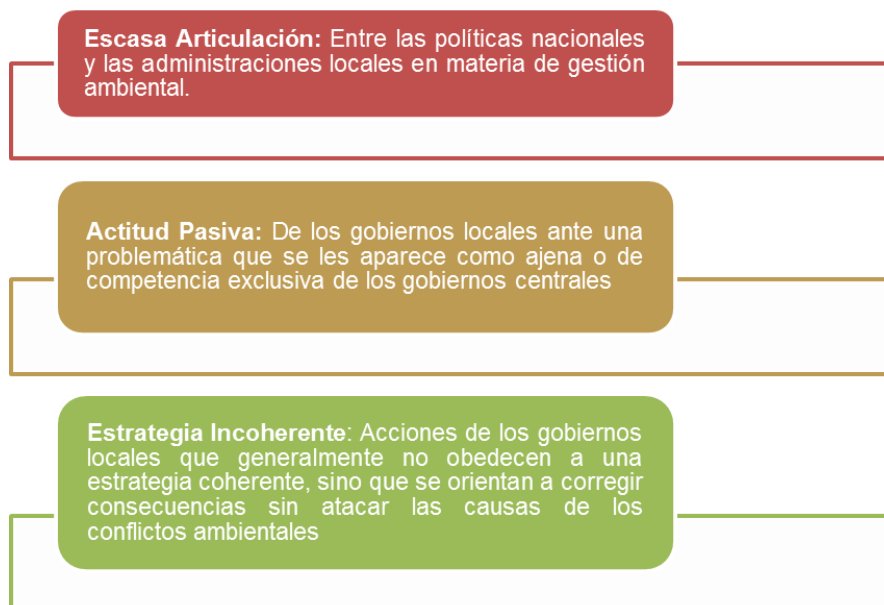 Escasa Articulación: Entre las políticas nacionales
y las administraciones locales en materia de gestión
ambiental.
Actitud Pasiva: De los gobiernos locales ante una
problemática que se les aparece como ajena o de
competencia exclusiva de los gobiernos centrales
Estrategia Incoherente: Acciones de los gobiernos
locales que generalmente no obedecen a una
estrategia coherente, sino que se orientan a corregir
consecuencias sin atacar las causas de los
conflictos ambientales